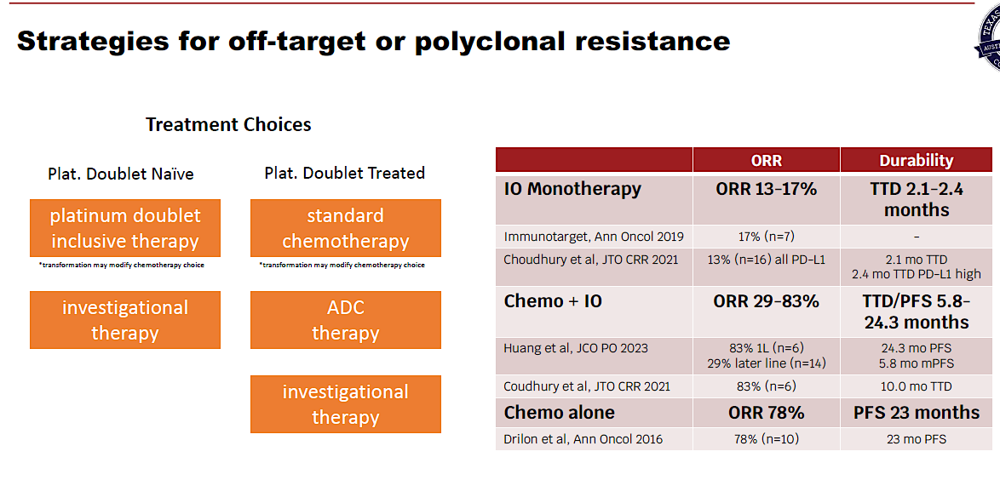 Strategies for off-target or polyclonal resistance
TEXAS
AUST
CO
Treatment Choices
Plat. Doublet Naïve
platinum doublet
inclusive therapy
*transformation may modify chemotherapy choice
investigational
therapy
Plat. Doublet Treated
standard
chemotherapy
*transformation may modify chemotherapy choice
ADC
therapy
investigational
therapy
ORR Durability
IO Monotherapy ORR 13-17% TTD 2.1-2.4
months
Immunotarget, Ann Oncol 2019 17% (n=7) -
Choudhury et al, JTO CRR 2021 13% (n=16) all PD-L1 2.1 mo TTD
2.4 mo TTD PD-L1 high
Chemo + IO ORR 29-83% TTD/PFS 5.8-
24.3 months
Huang et al, JCO PO 2023 83% 1L (n=6) 24.3 mo PFS
29% later line (n=14) 5.8 mo mPFS
Coudhury et al, JTO CRR 2021 83% (n=6) 10.0 mo TTD
Chemo alone ORR 78% PFS 23 months
Drilon et al, Ann Oncol 2016 78% (n=10) 23 mo PFS